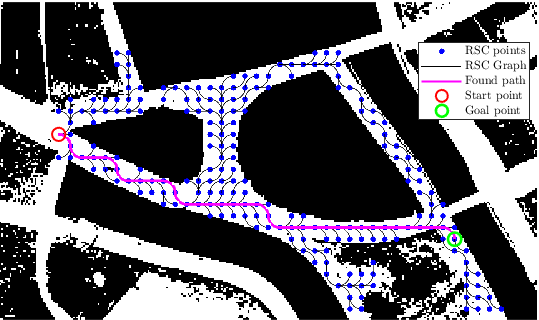 RSC points
RSC Graph
Found path
Start point
Goal point